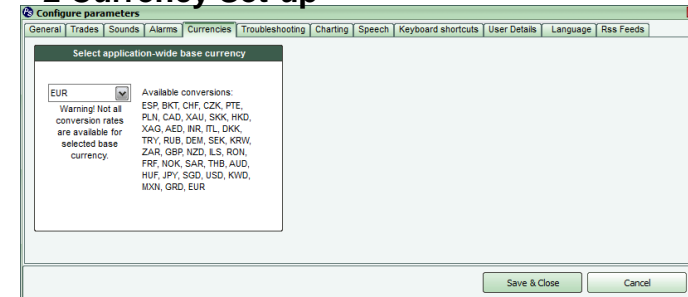 2 Currency Set-up
Configure parameters
General Trades Sounds Alarms Currencies Troubleshooting Charting Speech Keyboard shortcuts User Details Language Rss Feeds
Select application-wide base currency
EUR
Warning! Not all
conversion rates
are available for
selected base
currency.
Available conversions:
ESP, BKT, CHF, CZK, PTE,
PLN, CAD, XAU, SKK, HKD,
XAG, AED, INR, ITL, DKK,
TRY, RUB, DEM, SEK, KRW,
ZAR, GBP, NZD, ILS, RON,
FRF, NOK, SAR, THB, AUD,
HUF, JPY, SGD, USD, KWD,
MXN, GRD, EUR
Save & Close
Cancel